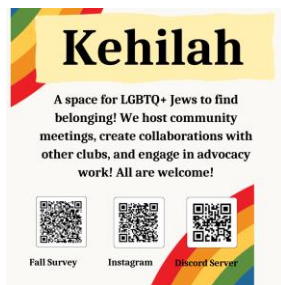 Kehilah
A space for LGBTQ+ Jews to find
belonging! We host community
meetings, create collaborations with
other clubs, and engage in advocacy
work! All are welcome!
Fall Survey
Instagram
Discord Server